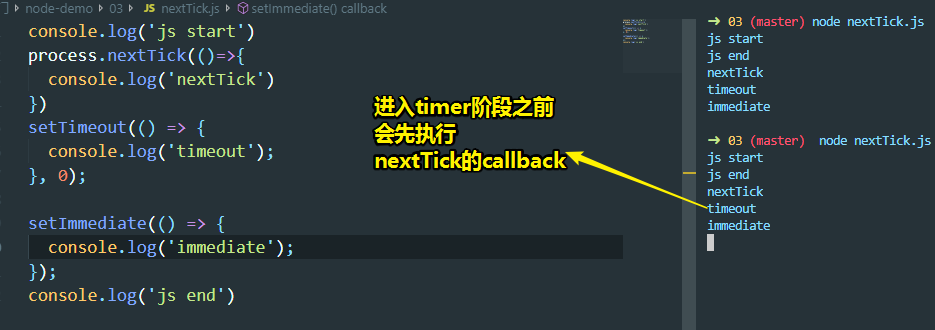 node-demo > 03 > JS nextTick.js > setImmediate() callback
console.log('js start')
process.nextTick(()=>{
console.log('nextTick')
})
setTimeout(() => {
console.log('timeout');
}, 0);
setImmediate(() => {
console.log('immediate');
});
console.log('js end')
进入timer阶段之前
会先执行
nextTick的callback
➜ 03 (master) node nextTick.js
js start
js end
nextTick
timeout
immediate
➜ 03 (master) node nextTick.js
js start
js end
nextTick
timeout
immediate